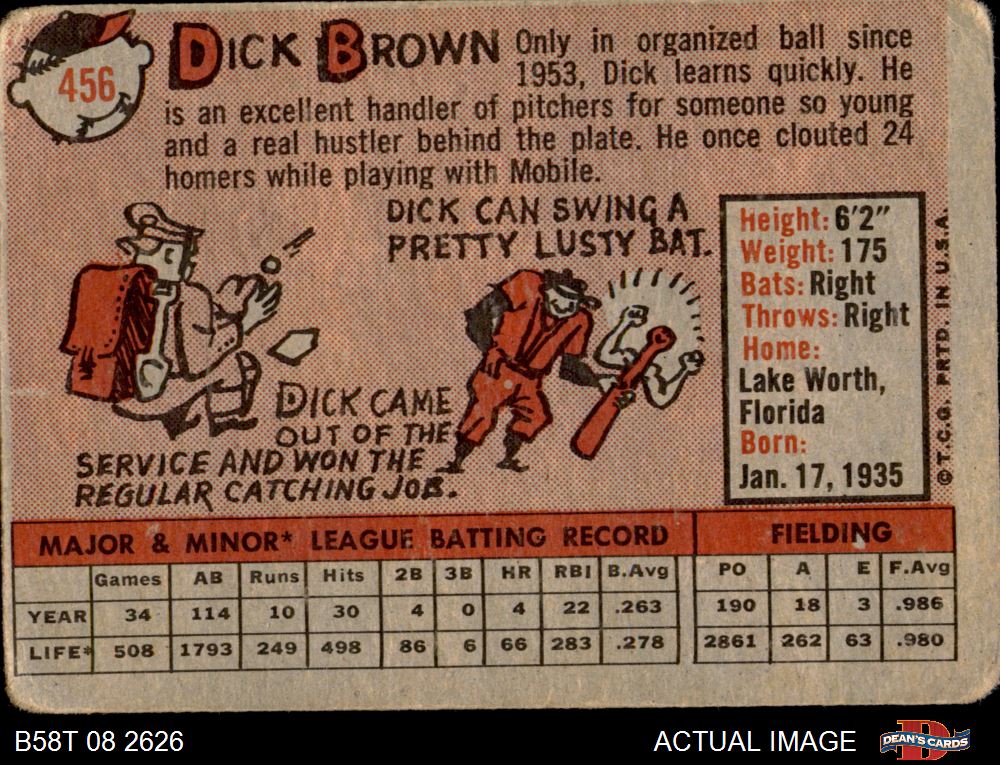 456
DICK BROWN Only in organized ball since
1953, Dick learns quickly. He
is an excellent handler of pitchers for someone so young
and a real hustler behind the plate. He once clouted 24
homers while playing with Mobile.
DICK CAN SWING A
PRETTY LUSTY BAT.
DICK CAME
OUT OF THE
SERVICE AND WON THE
REGULAR CATCHING JOB.
Height: 6'2"
Weight: 175
Bats: Right
Throws: Right
Home:
Lake Worth,
Florida
Born:
Jan. 17, 1935
© T.C.G. PRTD. IN U.S.A.
MAJOR & MINOR* LEAGUE BATTING RECORD FIELDING
Games AB Runs Hits 2B 3B HR RBI B.Avg PO A E F.Avg
YEAR 34 114 10 30 4 0 4 22 .263 190 18 3 .986
LIFE* 508 1793 249 498 86 6 66 283 .278 2861 262 63 .980
B58T 08 2626
ACTUAL IMAGE
DEAN'S CARDS